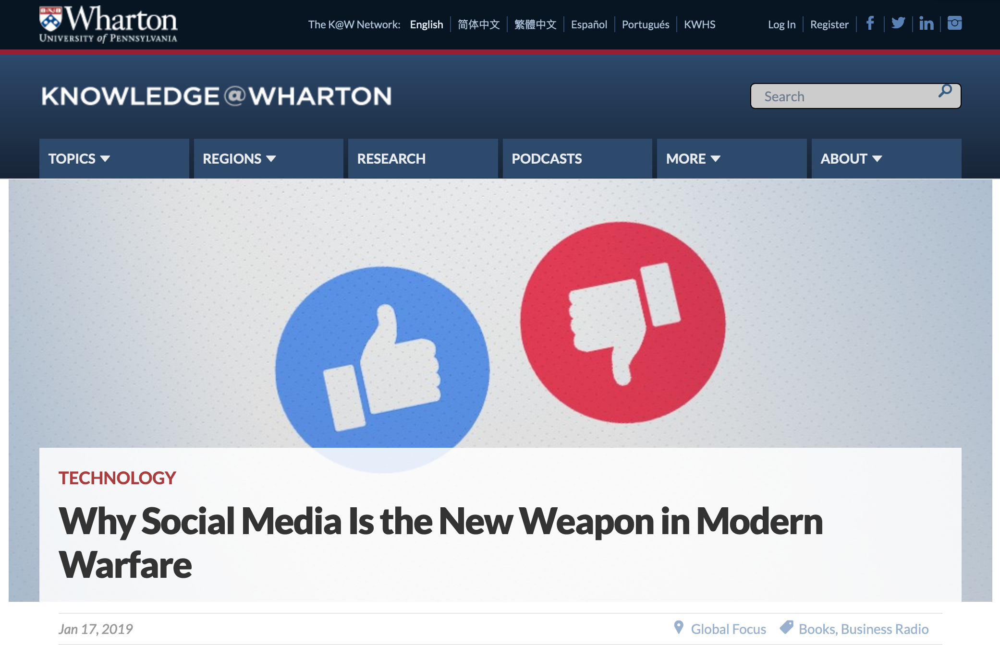 Wharton
UNIVERSITY of PENNSYLVANIA
The K@W Network: English 简体中文 繁體中文 Español Portugués KWHS
Log In Register
KNOWLEDGE@WHARTON
Search
TOPICS REGIONS RESEARCH PODCASTS MORE ABOUT
TECHNOLOGY
Why Social Media Is the New Weapon in Modern
Warfare
Jan 17, 2019
Global Focus Books, Business Radio